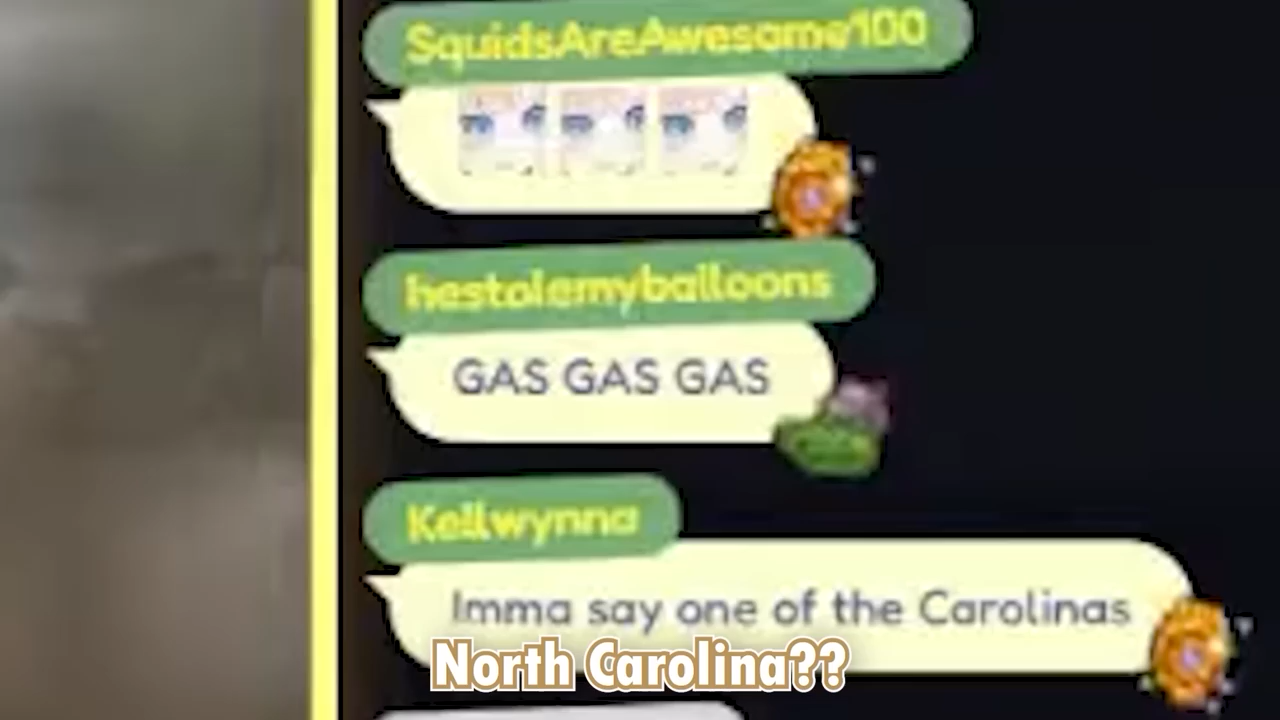 SquidsAreAwesome100
hestolemyballoons
GAS GAS GAS
Kellwynna
Imma say one of the Carolinas
North Carolina??